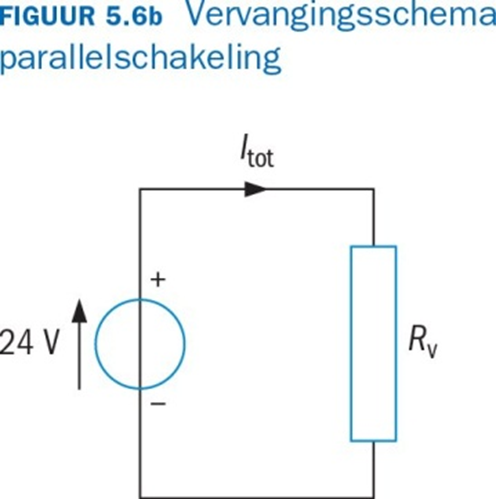 FIGUUR 5.6b Vervangingsschema
parallelschakeling
Itot
+
24 V
Rv
−